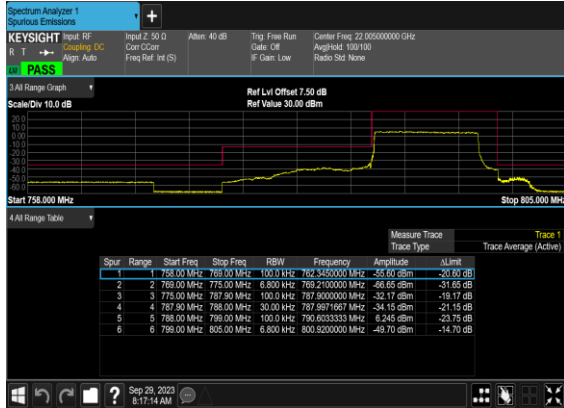 Spectrum Analyzer 1
Spurious Emissions
KEYSIGHT Input: RF Input Z: 50 Ω Atten: 40 dB Trig: Free Run Center Freq: 22.005000000 GHz
R T Coupling: DC Corr CCorr Gate: Off Avg|Hold: 100/100
Align: Auto Freq Ref: Int (S) IF Gain: Low Radio Std: None
PASS
3 All Range Graph Ref Lvl Offset 7.50 dB
Scale/Div 10.0 dB Ref Value 30.00 dBm
20.0
10.0
0.00
-10.0
-20.0
-30.0
-40.0
-50.0
-60.0
Start 758.000 MHz Stop 805.000 MHz
4 All Range Table
Measure Trace Trace 1
Trace Type Trace Average (Active)
Spur Range Start Freq Stop Freq RBW Frequency Amplitude ΔLimit
1 1 758.00 MHz 769.00 MHz 100.0 kHz 762.3450000 MHz -55.60 dBm -20.60 dB
2 2 769.00 MHz 775.00 MHz 6.800 kHz 769.2100000 MHz -66.65 dBm -31.65 dB
3 3 775.00 MHz 787.90 MHz 100.0 kHz 787.9000000 MHz -32.17 dBm -19.17 dB
4 4 787.90 MHz 788.00 MHz 30.00 kHz 787.9971667 MHz -34.15 dBm -21.15 dB
5 5 788.00 MHz 799.00 MHz 100.0 kHz 790.6033333 MHz 6.245 dBm -23.75 dB
6 6 799.00 MHz 805.00 MHz 6.800 kHz 800.9200000 MHz -49.70 dBm -14.70 dB
Sep 29, 2023
8:17:14 AM